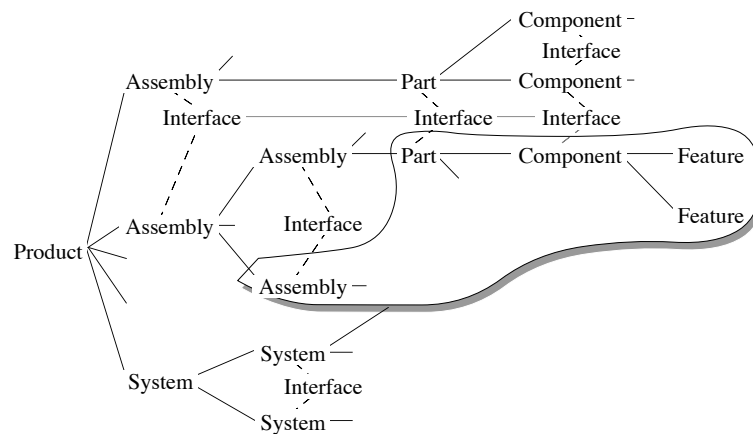 Component
Interface
Assembly Part Component
Interface Interface Interface
Assembly Part Component Feature
Feature
Assembly Interface
Product
Assembly
System
System Interface
System